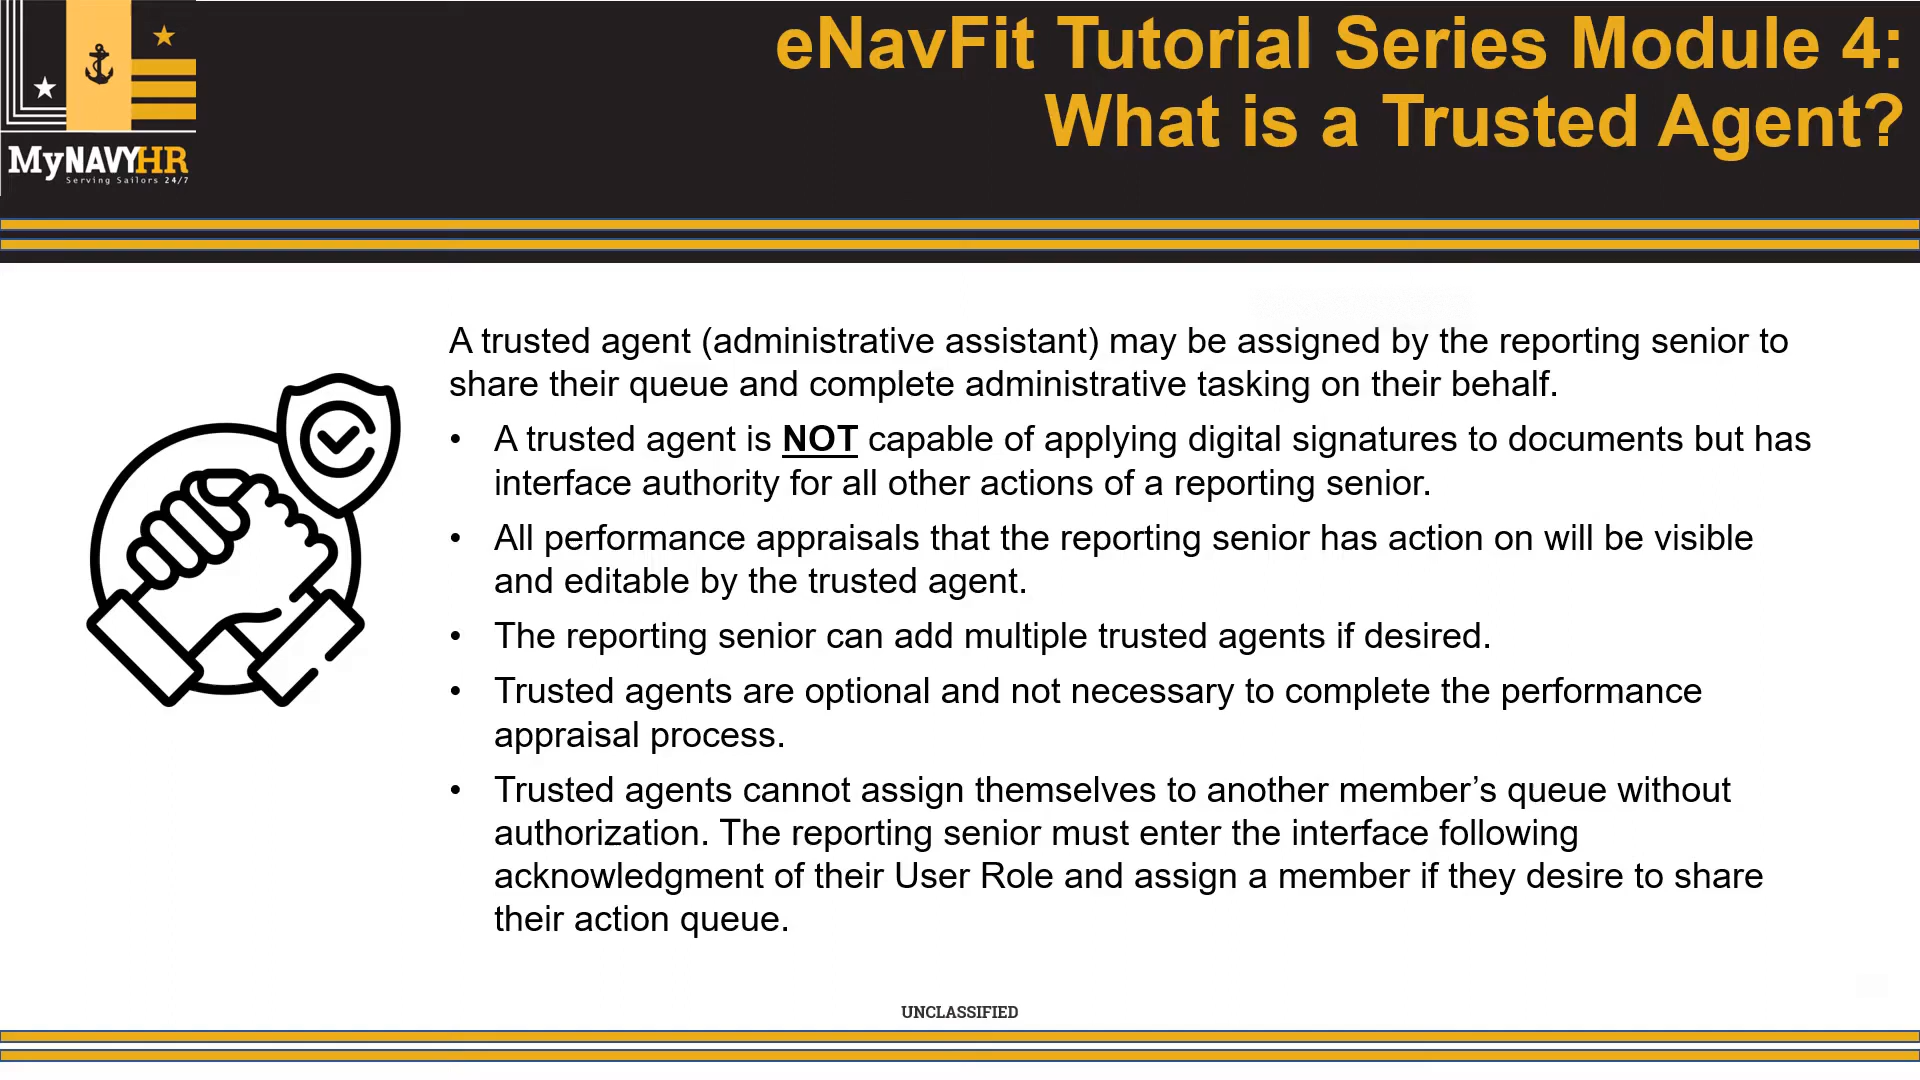 eNavFit Tutorial Series Module 4:
What is a Trusted Agent?
MyNAVYHR
Serving Sailors 24/7
A trusted agent (administrative assistant) may be assigned by the reporting senior to
share their queue and complete administrative tasking on their behalf.
• A trusted agent is NOT capable of applying digital signatures to documents but has
interface authority for all other actions of a reporting senior.
• All performance appraisals that the reporting senior has action on will be visible
and editable by the trusted agent.
• The reporting senior can add multiple trusted agents if desired.
• Trusted agents are optional and not necessary to complete the performance
appraisal process.
• Trusted agents cannot assign themselves to another member’s queue without
authorization. The reporting senior must enter the interface following
acknowledgment of their User Role and assign a member if they desire to share
their action queue.
UNCLASSIFIED